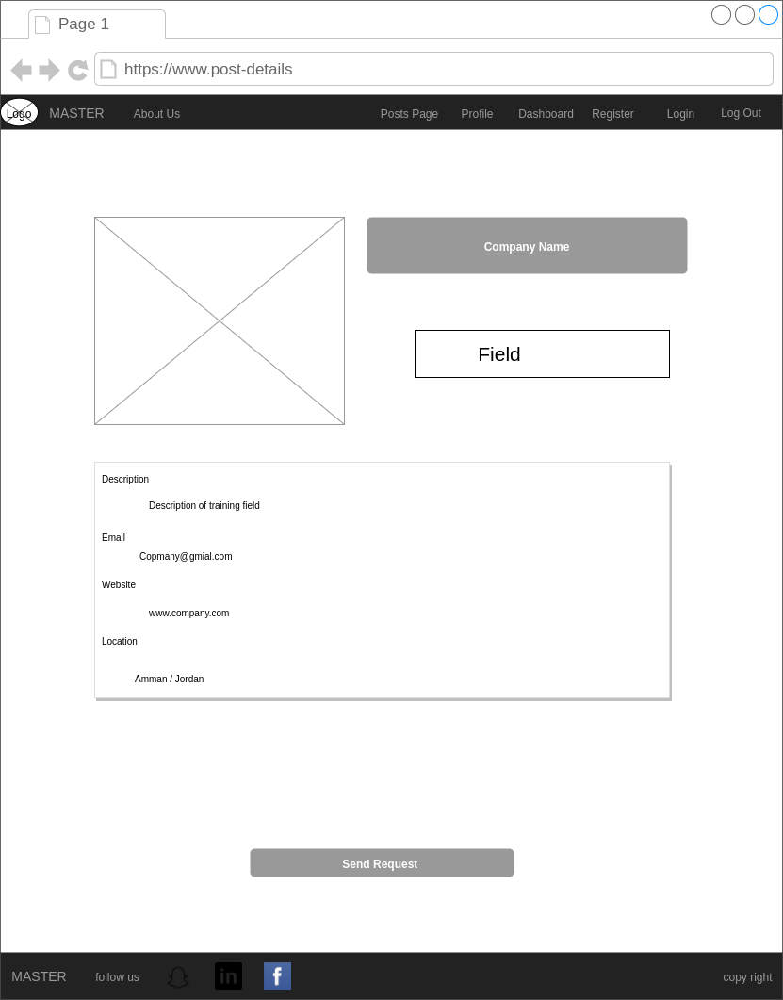 Page 1
https://www.post-details
Logo MASTER About Us Posts Page Profile Dashboard Register Login Log Out
Company Name
Field
Description
Description of training field
Email
Copmany@gmial.com
Website
www.company.com
Location
Amman / Jordan
Send Request
MASTER follow us in f copy right